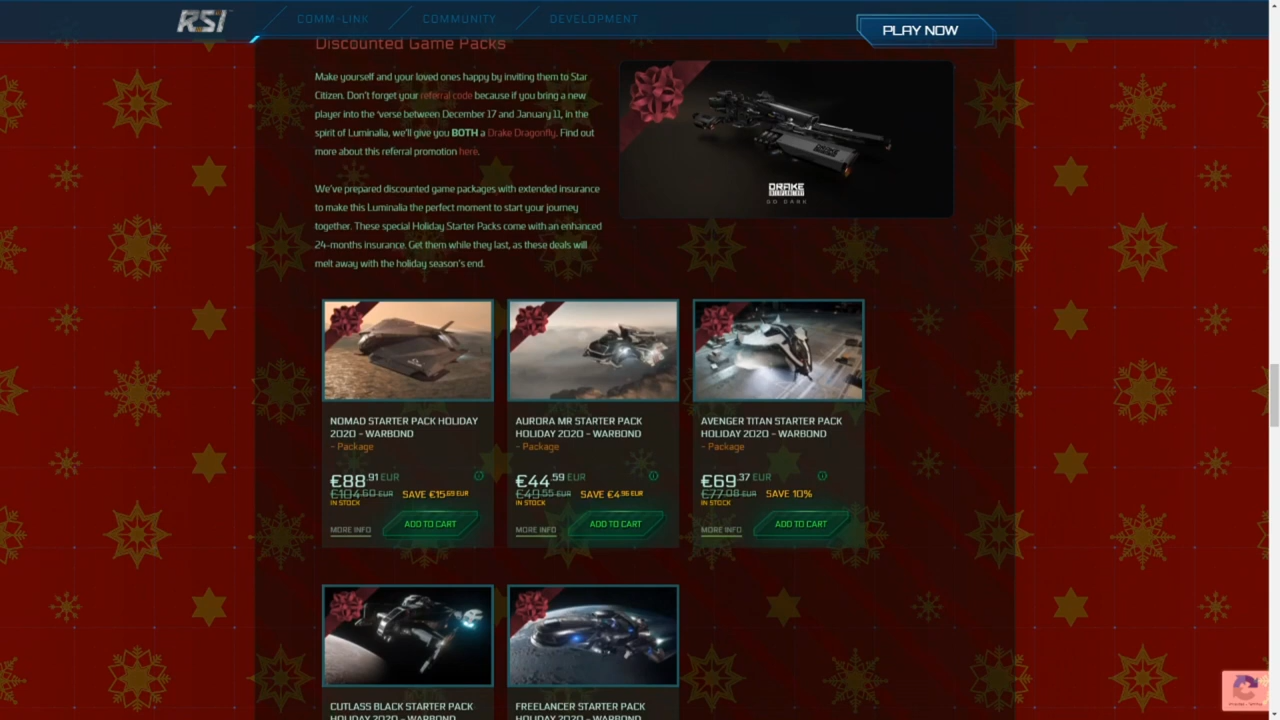 RSI
COMM-LINK
COMMUNITY
DEVELOPMENT
PLAY NOW
Discounted Game Packs
Make yourself and your loved ones happy by inviting them to Star
Citizen. Don't forget your referral code because if you bring a new
player into the 'verse between December 17 and January 11, in the
spirit of Luminalia, we'll give you BOTH a Drake Dragonfly. Find out
more about this referral promotion here.
We've prepared discounted game packages with extended insurance
to make this Luminalia the perfect moment to start your journey
together. These special Holiday Starter Packs come with an enhanced
24-months insurance. Get them while they last, as these deals will
melt away with the holiday season's end.
DRAKE
GO DARK
NOMAD STARTER PACK HOLIDAY
2020 - WARBOND
- Package
€88.91 EUR
€104.60 EUR SAVE €15.69 EUR
IN STOCK
MORE INFO
ADD TO CART
AURORA MR STARTER PACK
HOLIDAY 2020 - WARBOND
- Package
€44.59 EUR
€49.55 EUR SAVE €4.96 EUR
IN STOCK
MORE INFO
ADD TO CART
AVENGER TITAN STARTER PACK
HOLIDAY 2020 - WARBOND
- Package
€69.37 EUR
€77.08 EUR SAVE 10%
IN STOCK
MORE INFO
ADD TO CART
CUTLASS BLACK STARTER PACK
HOLIDAY 2020 - WARBOND
FREELANCER STARTER PACK
HOLIDAY 2020 - WARBOND